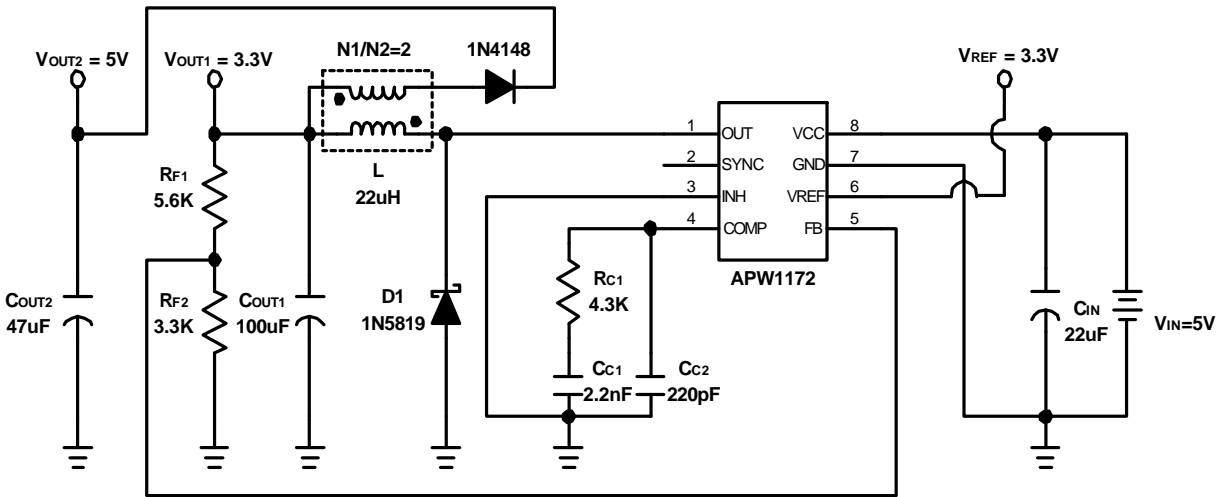 N1/N2=2
1N4148
VOUT2 = 5V
VOUT1 = 3.3V
VREF = 3.3V
1
OUT
VCC
8
2
SYNC
GND
7
3
INH
VREF
6
4
COMP
FB
5
APW1172
L
22uH
RF1
5.6K
RF2
3.3K
COUT2
47uF
COUT1
100uF
D1
1N5819
RC1
4.3K
CC1
2.2nF
CC2
220pF
CIN
22uF
VIN=5V